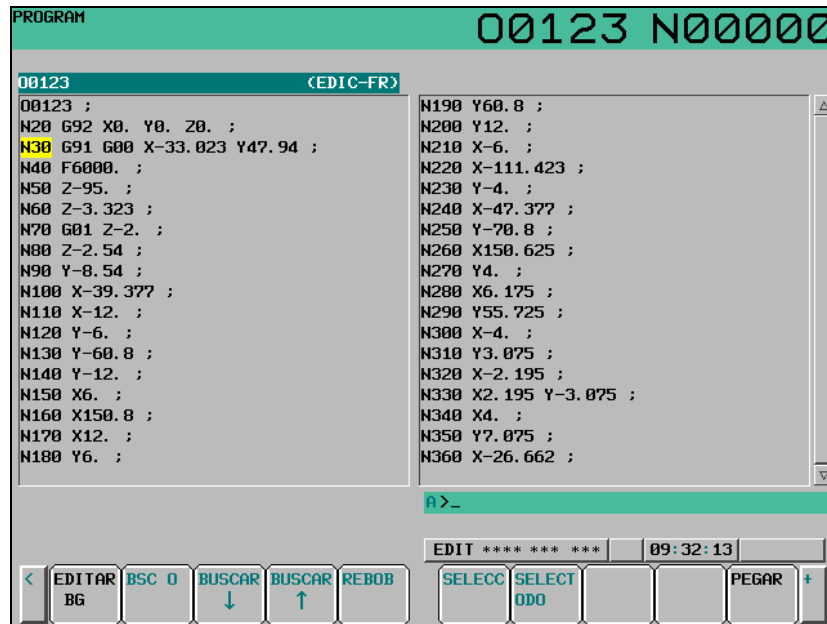 PROGRAM
O0123 N00000
O0123 (EDIC-FR)
O0123 ;
N20 G92 X0. Y0. Z0. ;
N30 G91 G00 X-33.023 Y47.94 ;
N40 F6000. ;
N50 Z-95. ;
N60 Z-3.323 ;
N70 G01 Z-2. ;
N80 Z-2.54 ;
N90 Y-8.54 ;
N100 X-39.377 ;
N110 X-12. ;
N120 Y-6. ;
N130 Y-60.8 ;
N140 Y-12. ;
N150 X6. ;
N160 X150.8 ;
N170 X12. ;
N180 Y6. ;
N190 Y60.8 ;
N200 Y12. ;
N210 X-6. ;
N220 X-111.423 ;
N230 Y-4. ;
N240 X-47.377 ;
N250 Y-70.8 ;
N260 X150.625 ;
N270 Y4. ;
N280 X6.175 ;
N290 Y55.725 ;
N300 X-4. ;
N310 Y3.075 ;
N320 X-2.195 ;
N330 X2.195 Y-3.075 ;
N340 X4. ;
N350 Y7.075 ;
N360 X-26.662 ;
A>_
EDIT **** *** *** 09:32:13
< EDITAR BG BSC O BUSCAR ↓ BUSCAR ↑ REBOB SELECC SELECT ODO PEGAR +